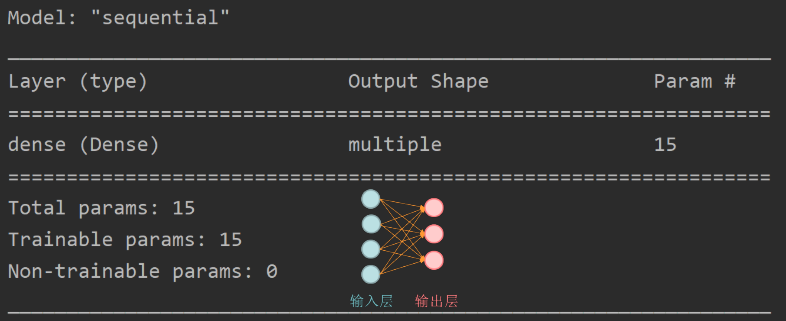 Model: "sequential"
_________________________________________________________________
Layer (type)                 Output Shape              Param #
=================================================================
dense (Dense)                multiple                  15
=================================================================
Total params: 15
Trainable params: 15
Non-trainable params: 0
输入层 输出层
_________________________________________________________________